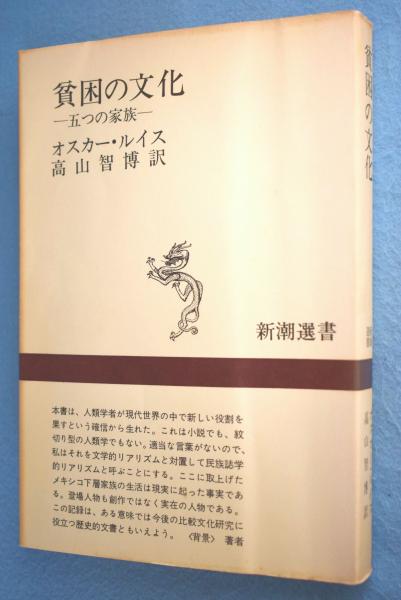 貧困の文化
—五つの家族—
オスカー・ルイス
高山智博訳
新潮選書
本書は、人類学者が現代世界の中で新しい役割を
果すという確信から生れた。これは小説でも、紋
切り型の人類学でもない。適当な言葉がないので、
私はそれを文学的リアリズムと対置して民族誌学
的リアリズムと呼ぶことにする。ここに取上げた
メキシコ下層家族の生活は現実に起った事実であ
る。登場人物も創作ではなく実在の人物である。
この記録は、ある意味では今後の比較文化研究に
役立つ歴史的文書ともいえよう。〈背景〉 著者
貧困の文化
高山智博訳